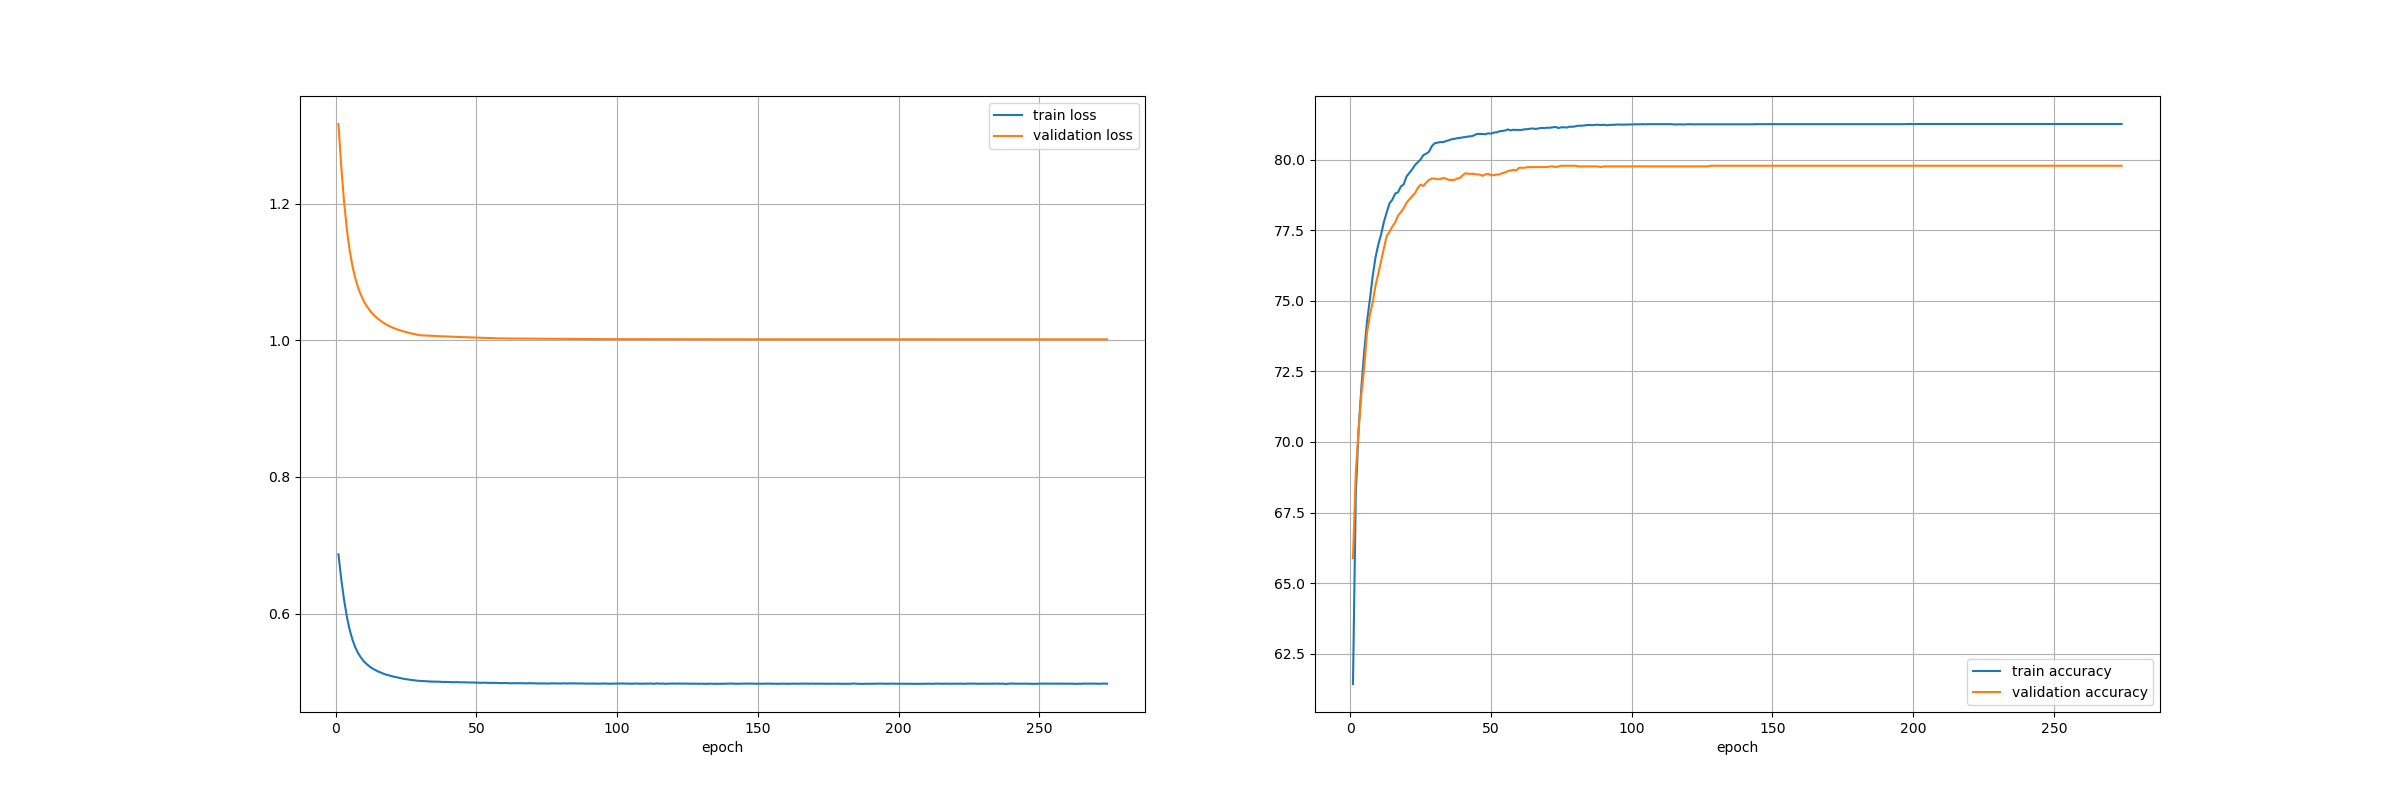 train loss
validation loss
1.2
1.0
0.8
0.6
0 50 100 150 200 250
epoch
80.0
77.5
75.0
72.5
70.0
67.5
65.0
62.5
train accuracy
validation accuracy
0 50 100 150 200 250
epoch